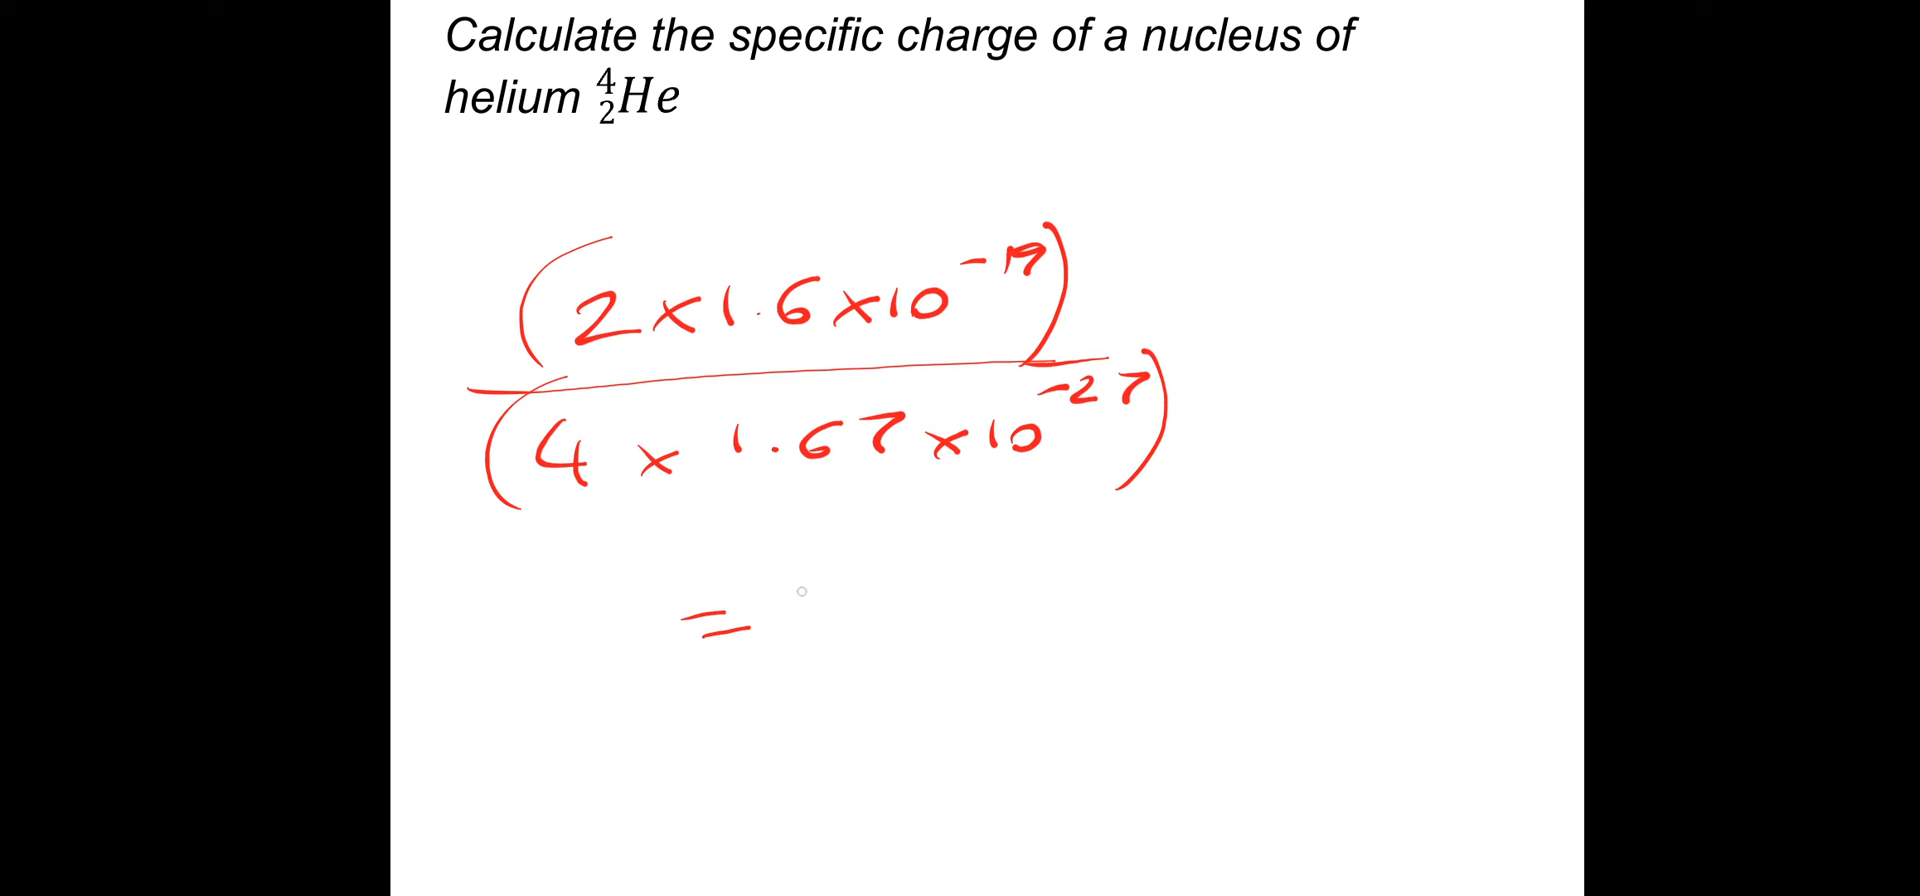 Calculate the specific charge of a nucleus of
helium ⁴₂He
(2 × 1.6 × 10⁻¹⁹)
(4 × 1.67 × 10⁻²⁷)
=